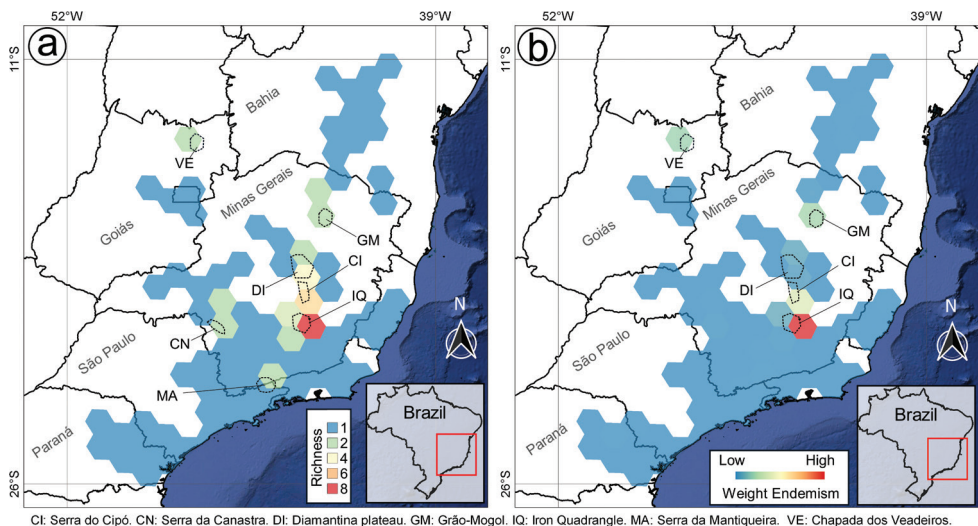 52°W 39°W 52°W 39°W
a b
11°S 11°S
Bahia Bahia
VE VE
Minas Gerais Minas Gerais
Goiás Goiás
GM GM
CI CI
DI DI
IQ IQ
N N
São Paulo São Paulo
CN
MA
Brazil Brazil
Paraná Paraná
Richness
1
2
4
6
8
Low High
Weight Endemism
26°S 26°S
CI: Serra do Cipó. CN: Serra da Canastra. DI: Diamantina plateau. GM: Grão-Mogol. IQ: Iron Quadrangle. MA: Serra da Mantiqueira. VE: Chapada dos Veadeiros.